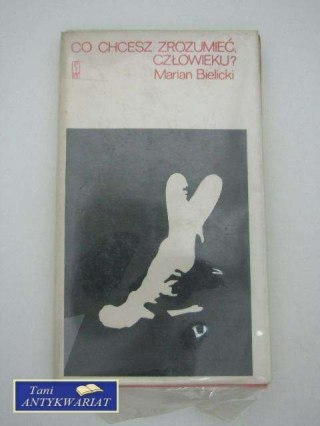 CO CHCESZ ZROZUMIEĆ,
CZŁOWIEKU?
Marian Bielicki
Tani
ANTYKWARIAT